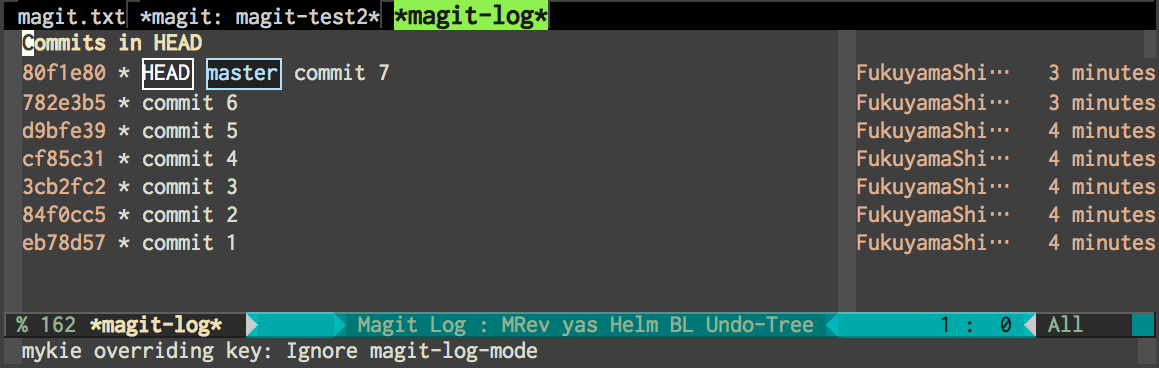 magit.txt *magit: magit-test2* *magit-log*
Commits in HEAD
80f1e80 * HEAD master commit 7 FukuyamaShi… 3 minutes
782e3b5 * commit 6 FukuyamaShi… 3 minutes
d9bfe39 * commit 5 FukuyamaShi… 4 minutes
cf85c31 * commit 4 FukuyamaShi… 4 minutes
3cb2fc2 * commit 3 FukuyamaShi… 4 minutes
84f0cc5 * commit 2 FukuyamaShi… 4 minutes
eb78d57 * commit 1 FukuyamaShi… 4 minutes
% 162 *magit-log* Magit Log : MRev yas Helm BL Undo-Tree 1 : 0 All
mykie overriding key: Ignore magit-log-mode